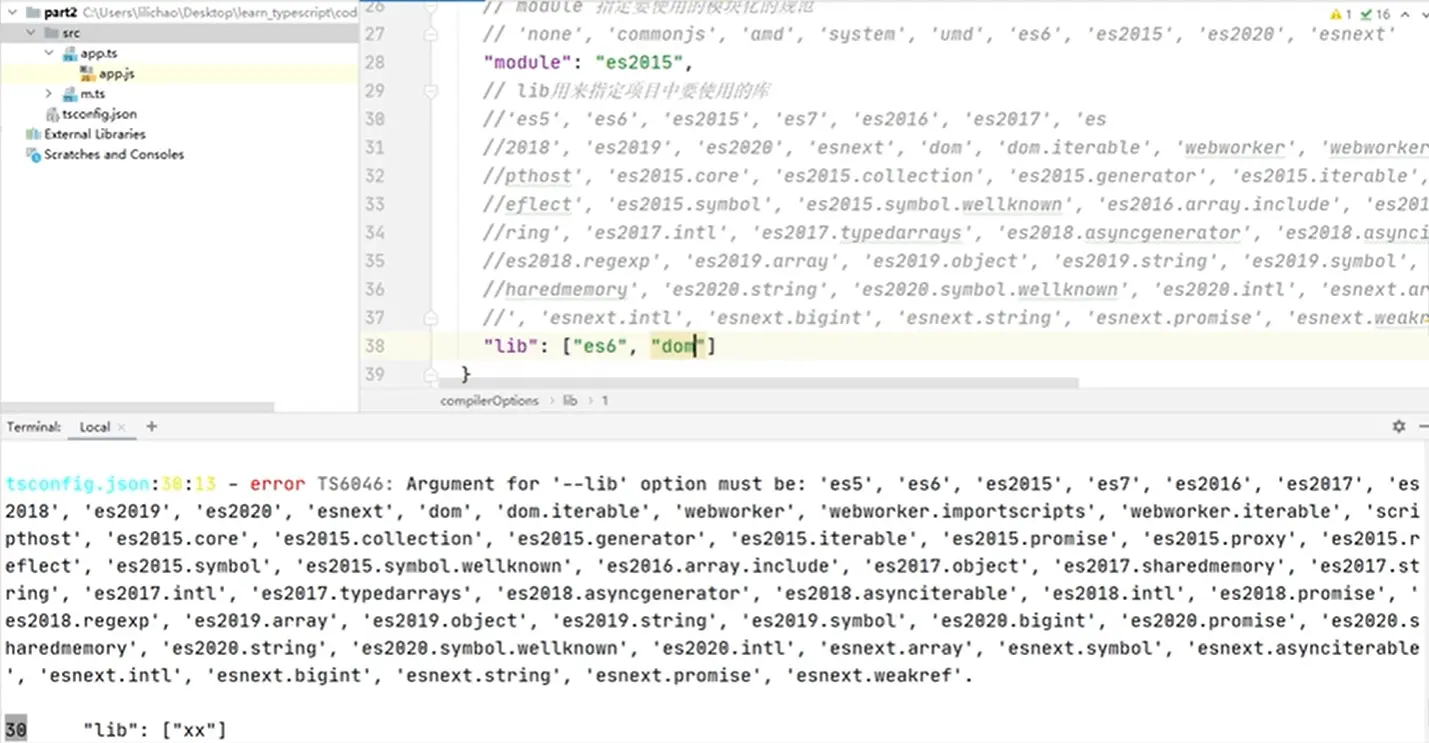 part2 C:\Users\lilichao\Desktop\learn_typescript\cod
src
app.ts
app.js
m.ts
tsconfig.json
External Libraries
Scratches and Consoles
1 16
26 // module 指定要使用的模块化的规范
27 // 'none', 'commonjs', 'amd', 'system', 'umd', 'es6', 'es2015', 'es2020', 'esnext'
28 "module": "es2015",
29 // lib用来指定项目中要使用的库
30 //'es5', 'es6', 'es2015', 'es7', 'es2016', 'es2017', 'es
31 //2018', 'es2019', 'es2020', 'esnext', 'dom', 'dom.iterable', 'webworker', 'webworker
32 //pthost', 'es2015.core', 'es2015.collection', 'es2015.generator', 'es2015.iterable',
33 //eflect', 'es2015.symbol', 'es2015.symbol.wellknown', 'es2016.array.include', 'es201
34 //ring', 'es2017.intl', 'es2017.typedarrays', 'es2018.asyncgenerator', 'es2018.asynci
35 //es2018.regexp', 'es2019.array', 'es2019.object', 'es2019.string', 'es2019.symbol',
36 //haredmemory', 'es2020.string', 'es2020.symbol.wellknown', 'es2020.intl', 'esnext.ar
37 //', 'esnext.intl', 'esnext.bigint', 'esnext.string', 'esnext.promise', 'esnext.weakr
38 "lib": ["es6", "dom"]
39 }
compilerOptions › lib › 1
Terminal: Local × +
tsconfig.json:30:13 - error TS6046: Argument for '--lib' option must be: 'es5', 'es6', 'es2015', 'es7', 'es2016', 'es2017', 'es
2018', 'es2019', 'es2020', 'esnext', 'dom', 'dom.iterable', 'webworker', 'webworker.importscripts', 'webworker.iterable', 'scri
pthost', 'es2015.core', 'es2015.collection', 'es2015.generator', 'es2015.iterable', 'es2015.promise', 'es2015.proxy', 'es2015.r
eflect', 'es2015.symbol', 'es2015.symbol.wellknown', 'es2016.array.include', 'es2017.object', 'es2017.sharedmemory', 'es2017.st
ring', 'es2017.intl', 'es2017.typedarrays', 'es2018.asyncgenerator', 'es2018.asynciterable', 'es2018.intl', 'es2018.promise', '
es2018.regexp', 'es2019.array', 'es2019.object', 'es2019.string', 'es2019.symbol', 'es2020.bigint', 'es2020.promise', 'es2020.s
haredmemory', 'es2020.string', 'es2020.symbol.wellknown', 'es2020.intl', 'esnext.array', 'esnext.symbol', 'esnext.asynciterable
', 'esnext.intl', 'esnext.bigint', 'esnext.string', 'esnext.promise', 'esnext.weakref'.
30 "lib": ["xx"]